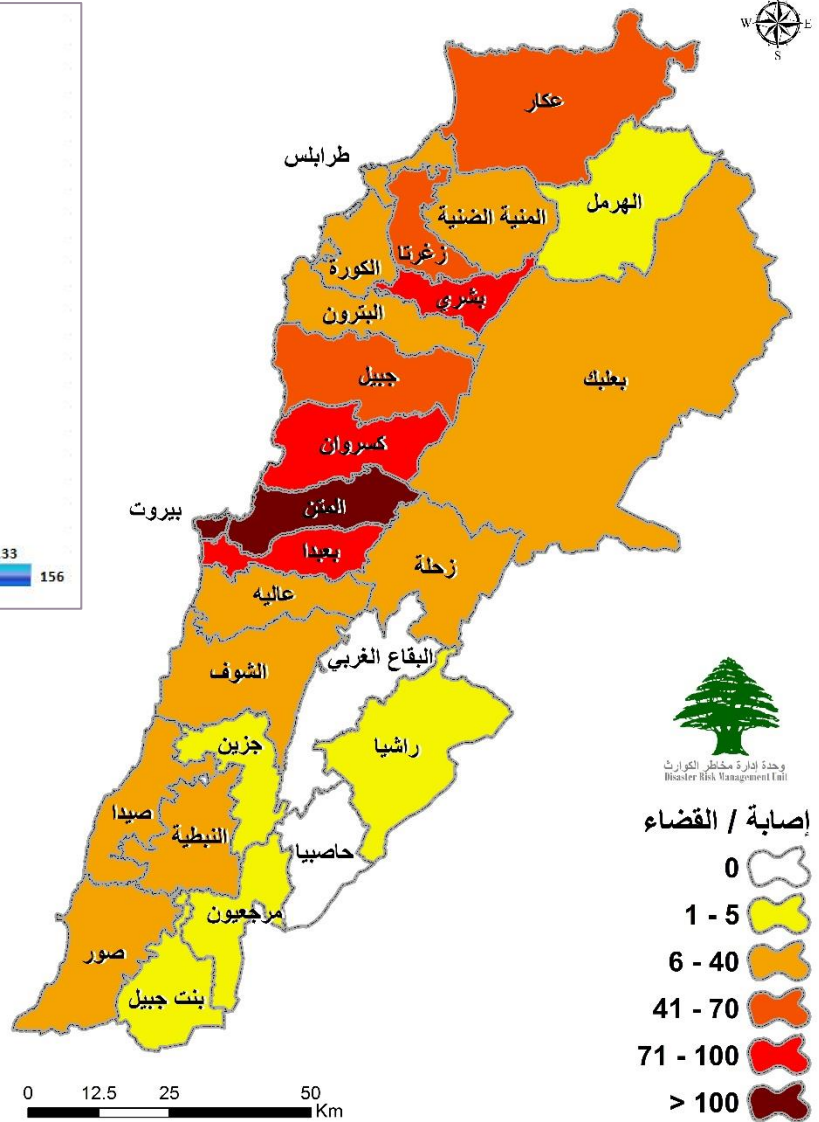 W E
S
عكار
طرابلس
الهرمل
المنية الضنية
زغرتا
الكورة
بشري
البترون
جبيل
بعلبك
كسروان
المتن
بيروت
بعبدا
33
156
زحلة
عاليه
البقاع الغربي
الشوف
راشيا
جزين
صيدا
النبطية
حاصبيا
مرجعيون
صور
بنت جبيل
وحدة إدارة مخاطر الكوارث
Disaster Risk Management Unit
إصابة / القضاء
0
1 - 5
6 - 40
41 - 70
71 - 100
> 100
0 12.5 25 50
Km